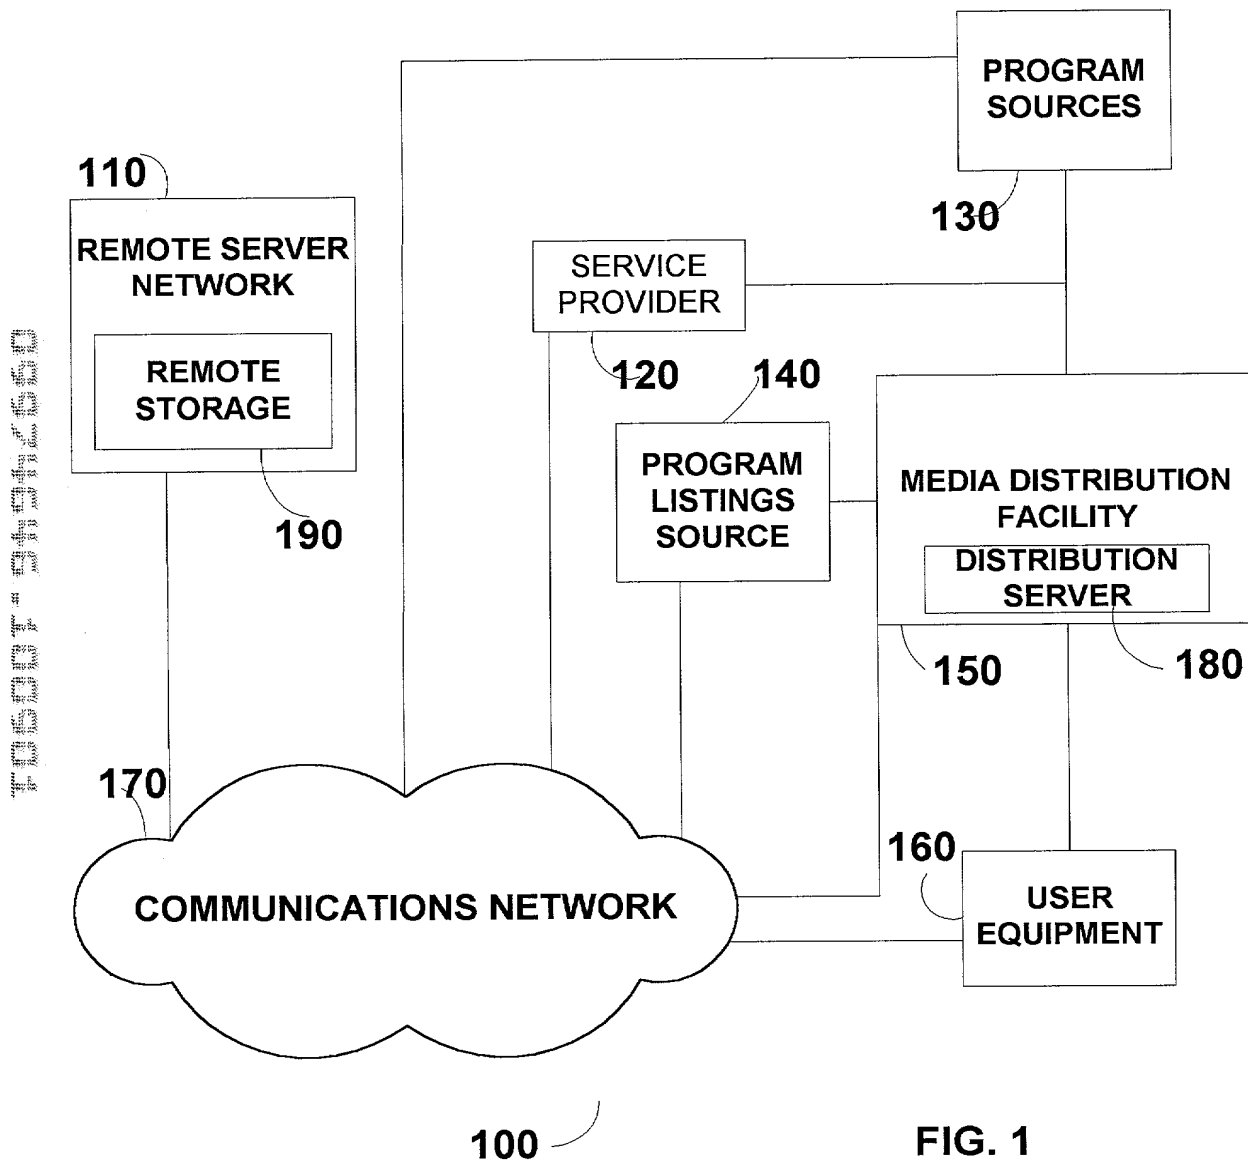 PROGRAM
SOURCES
130
110
REMOTE SERVER
NETWORK
REMOTE
STORAGE
190
SERVICE
PROVIDER
120
140
PROGRAM
LISTINGS
SOURCE
MEDIA DISTRIBUTION
FACILITY
DISTRIBUTION
SERVER
150
180
170
COMMUNICATIONS NETWORK
160
USER
EQUIPMENT
100
FIG. 1